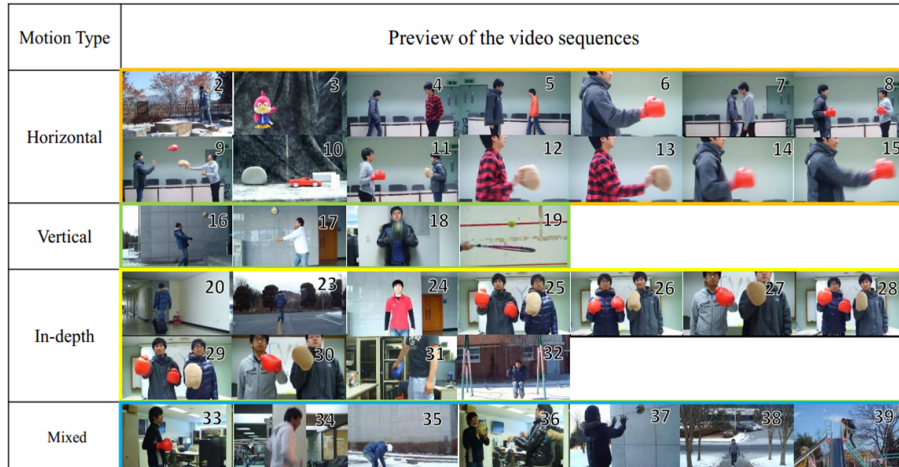 Motion Type Preview of the video sequences
Horizontal
2 3 4 5 6 7 8
9 10 11 12 13 14 15
Vertical
16 17 18 19
In-depth
20 23 24 25 26 27 28
29 30 31 32
Mixed
33 34 35 36 37 38 39